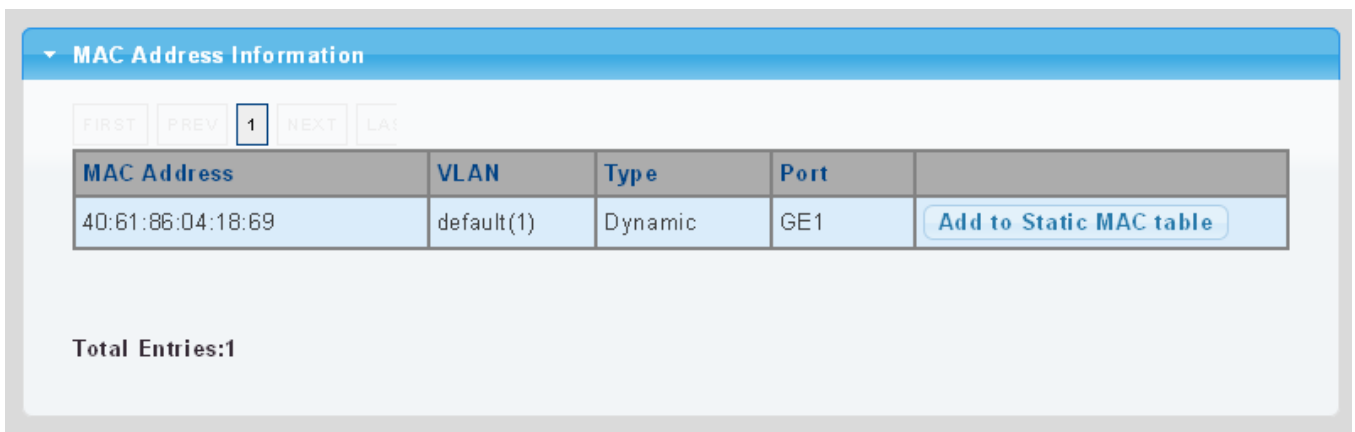 MAC Address Information
FIRST PREV 1 NEXT LAS
MAC Address VLAN Type Port
40:61:86:04:18:69 default(1) Dynamic GE1 Add to Static MAC table
Total Entries:1